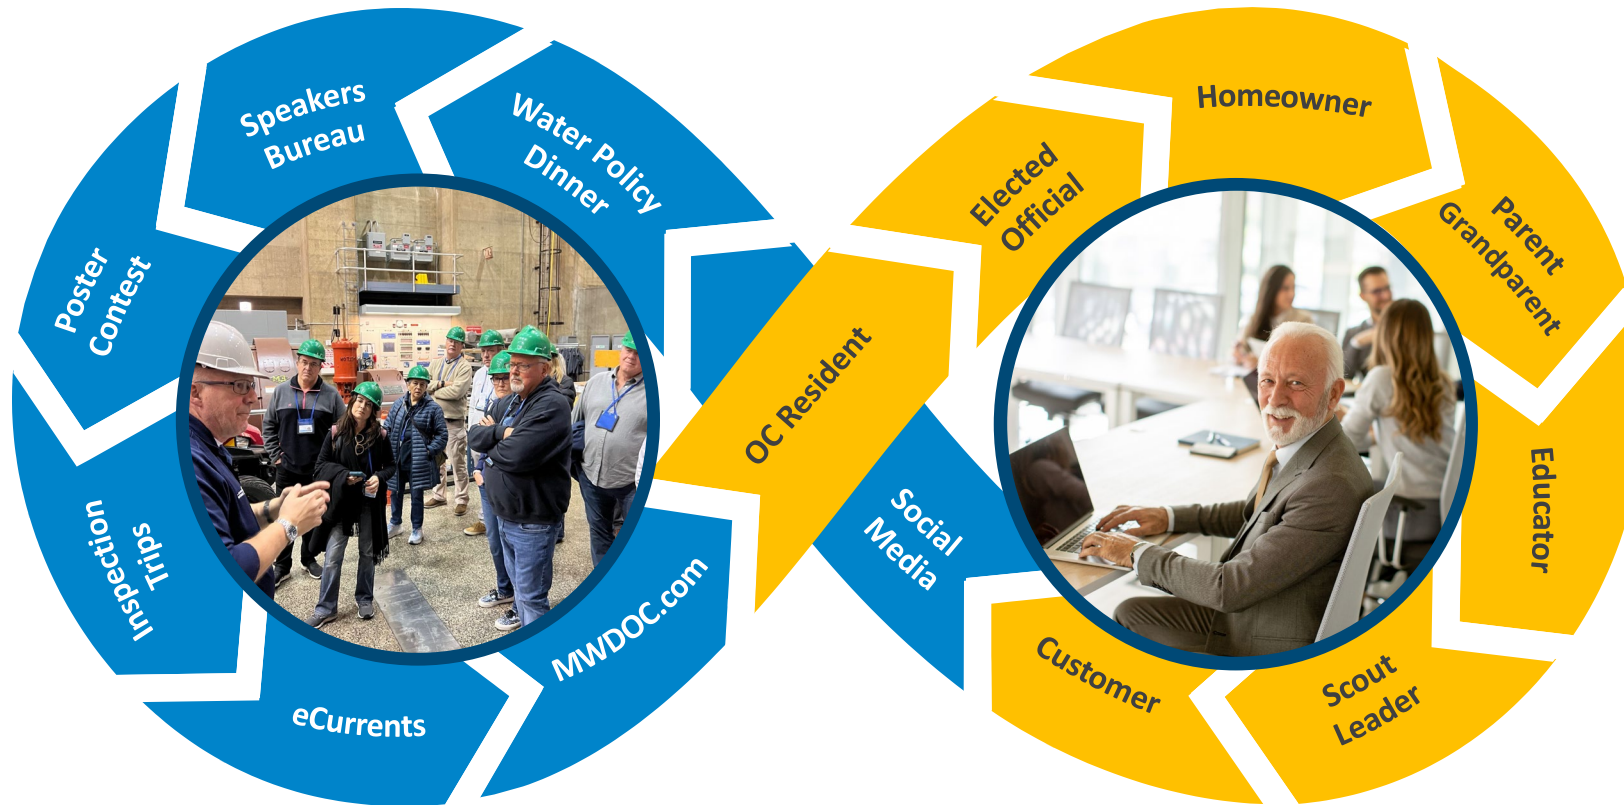 Speakers
Bureau
Water Policy
Dinner
Poster
Contest
Inspection
Trips
eCurrents
MWDOC.com
Social
Media
OC Resident
Elected
Official
Homeowner
Parent
Grandparent
Educator
Scout
Leader
Customer